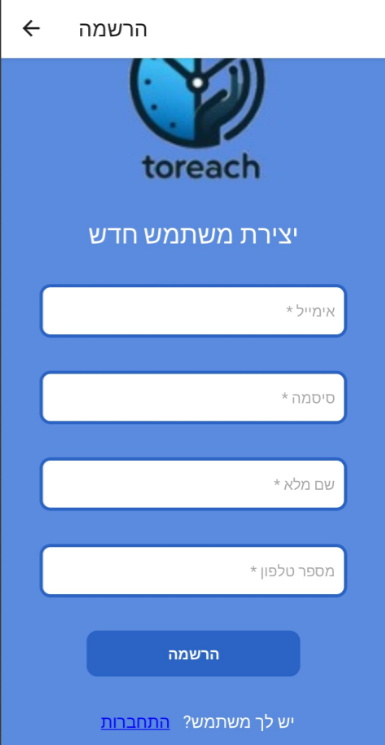 הרשמה
toreach
יצירת משתמש חדש
אימייל *
סיסמה *
שם מלא *
מספר טלפון *
הרשמה
יש לך משתמש? התחברות